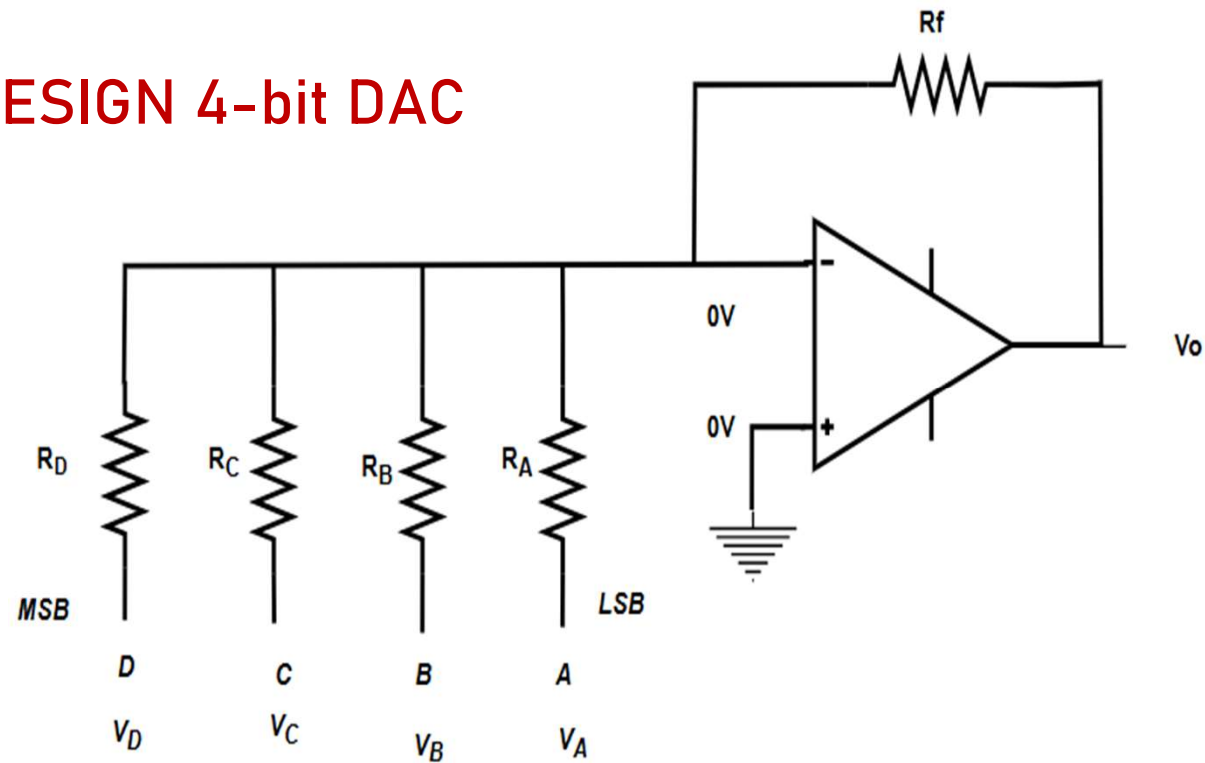 Rf
ESIGN 4-bit DAC
-
0V
Vo
0V
+
RD
RC
RB
RA
MSB
LSB
D
C
B
A
VD
VC
VB
VA